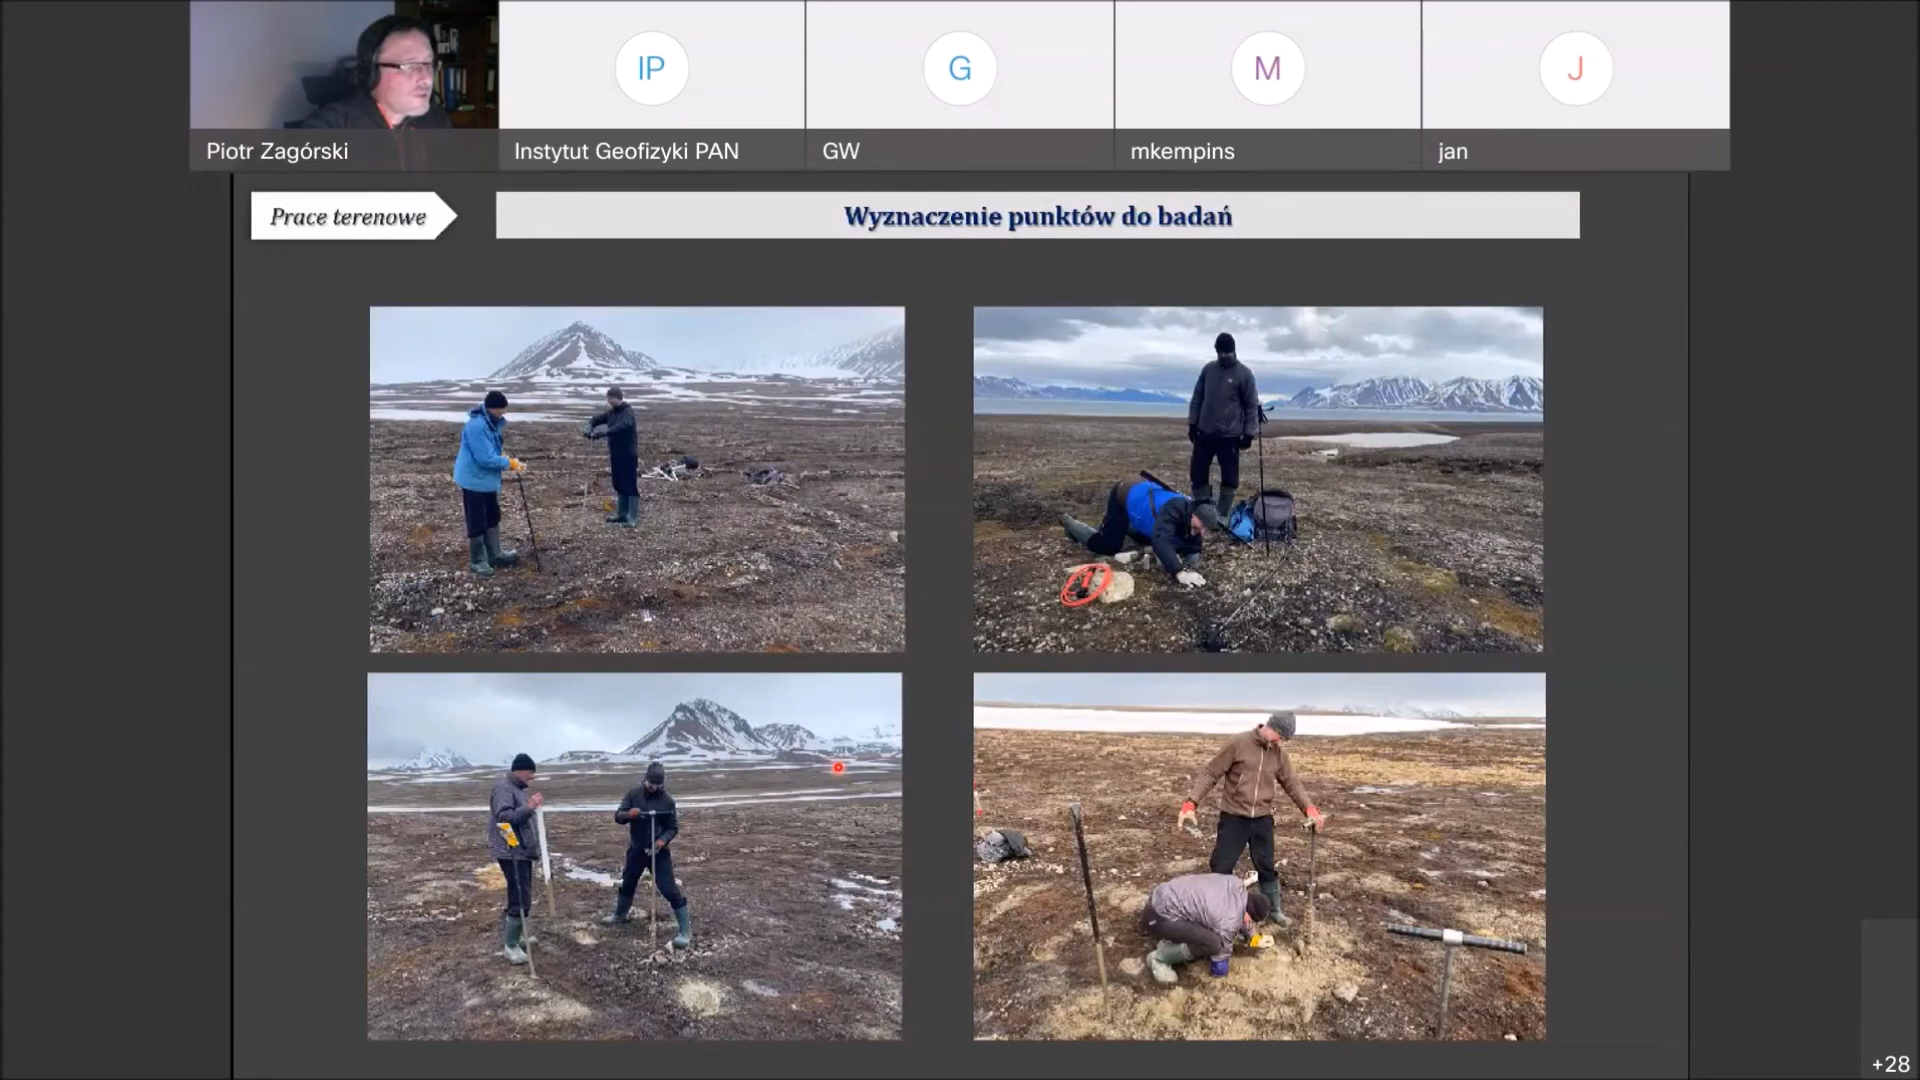 IP
G
M
J
Piotr Zagórski
Instytut Geofizyki PAN
GW
mkempins
jan
Prace terenowe
Wyznaczenie punktów do badań
+28